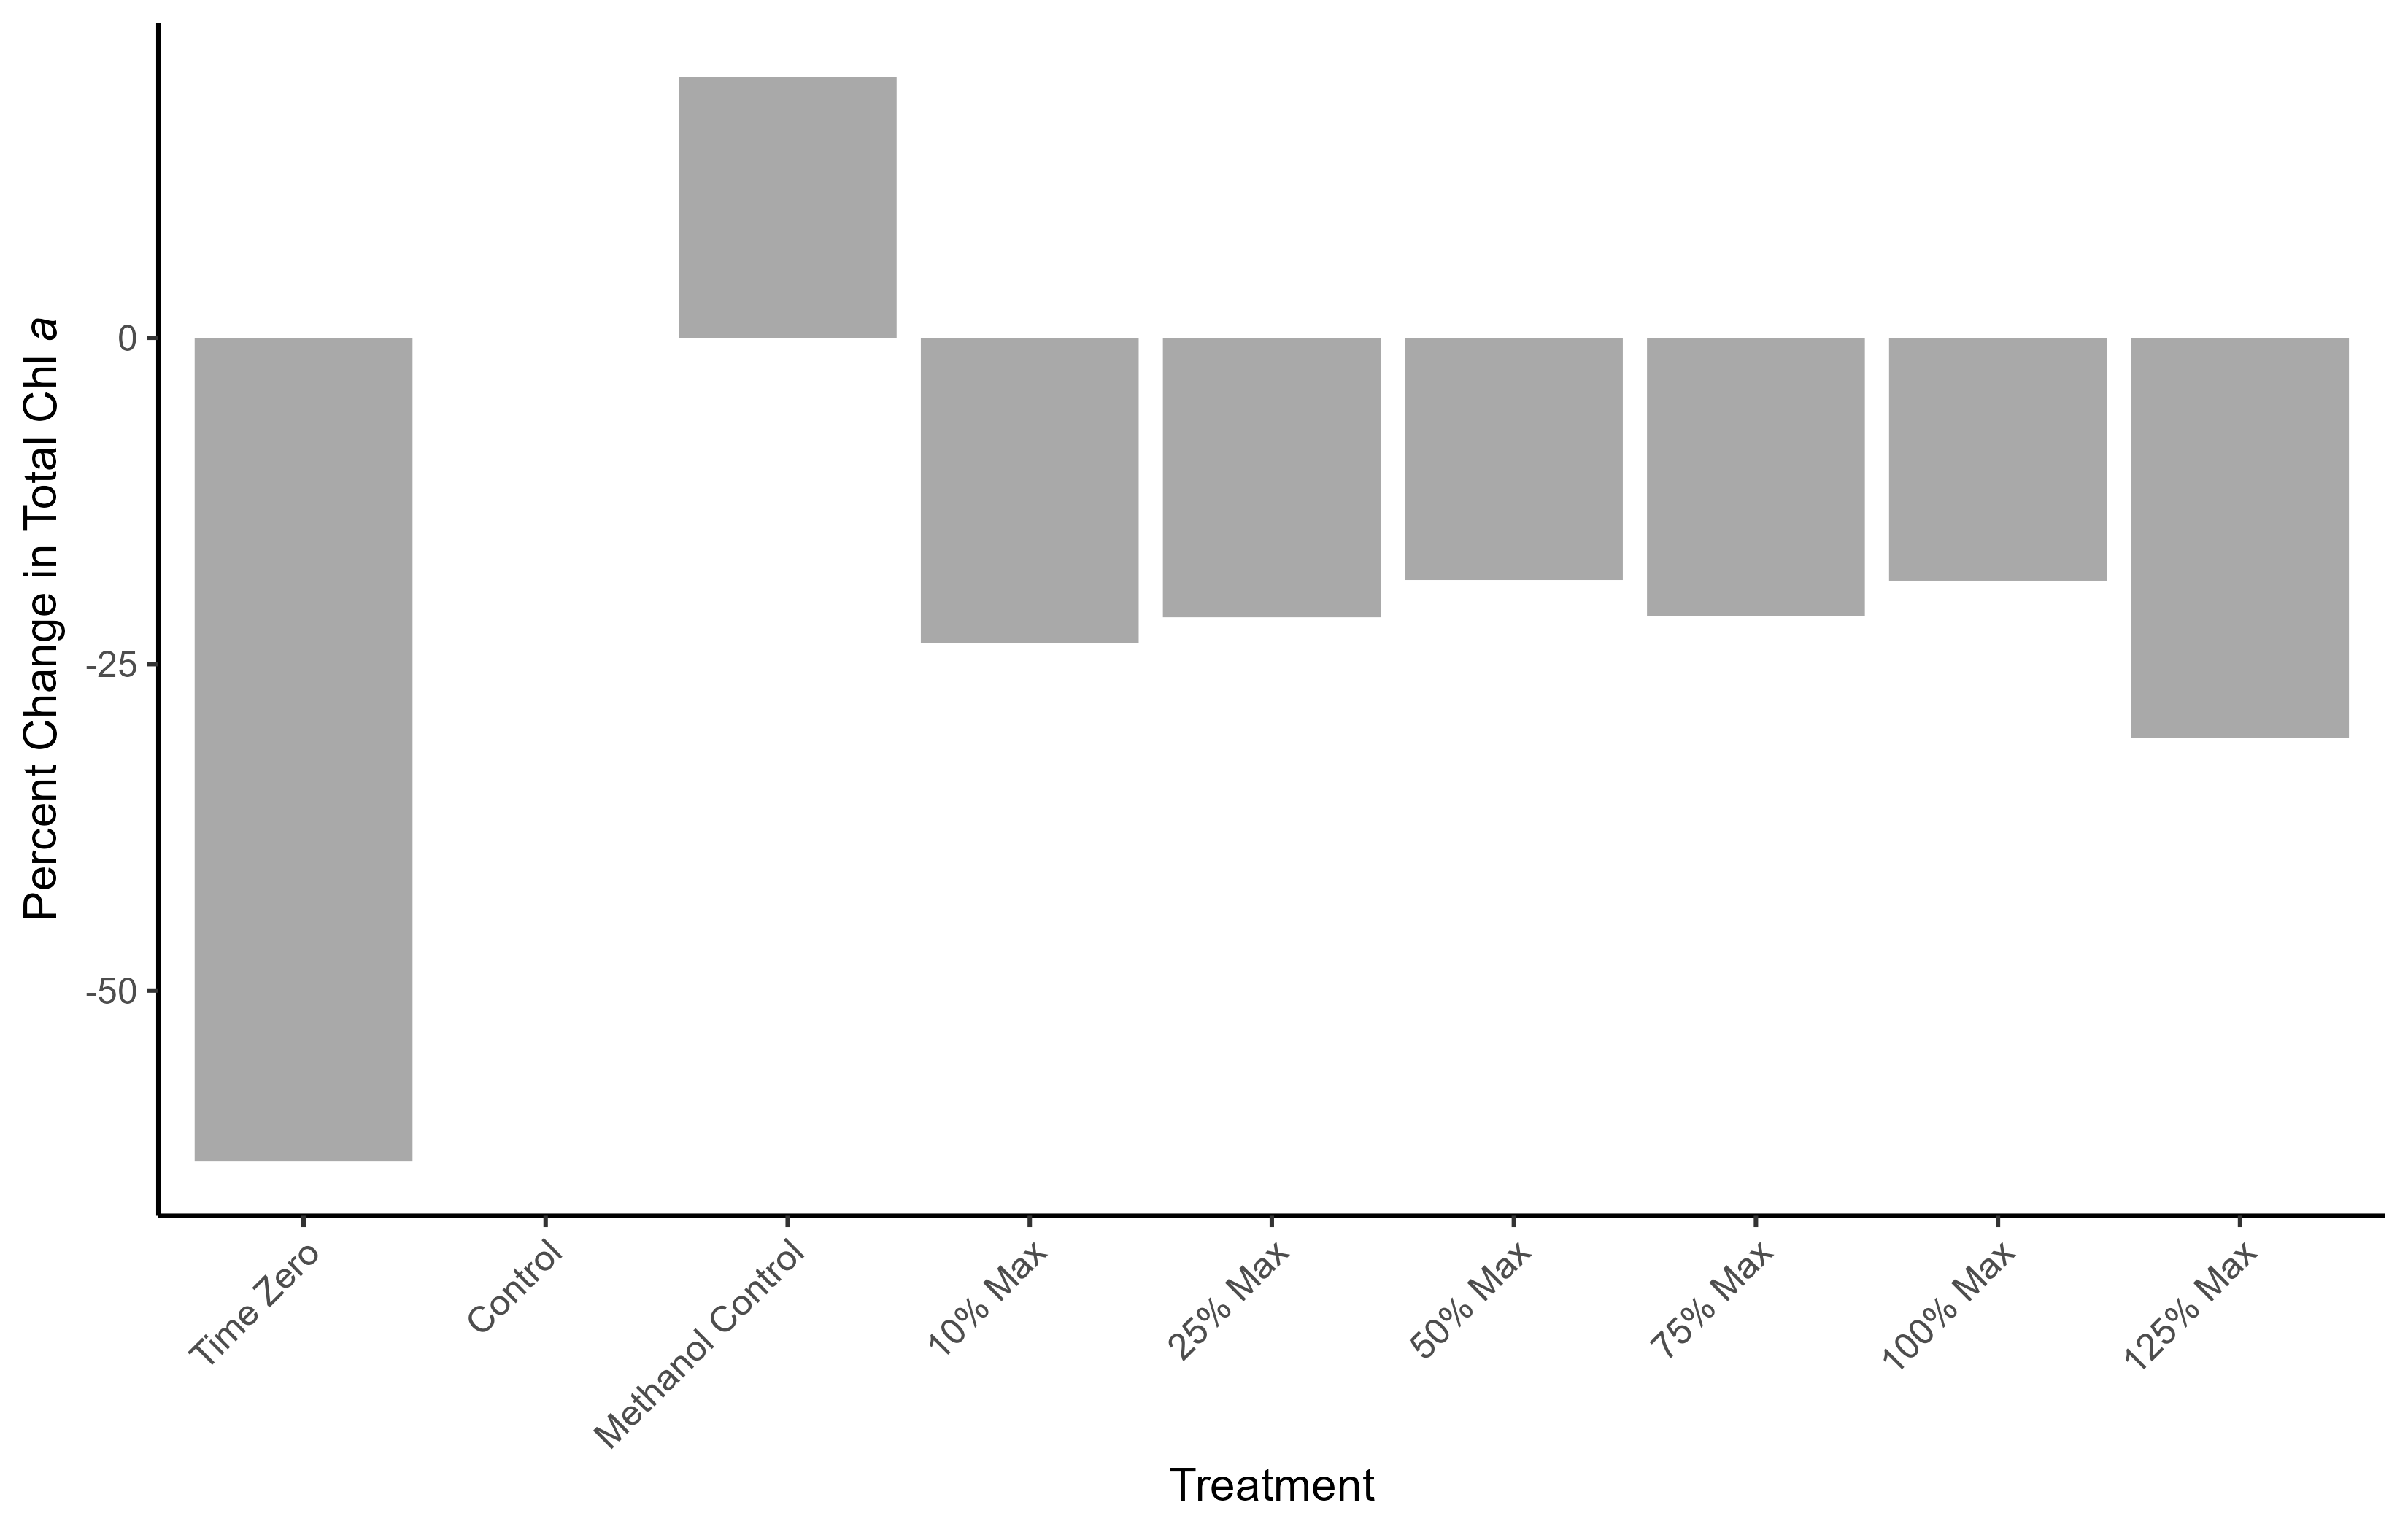 Percent Change in Total Chl a
0
-25
-50
Time Zero
Control
Methanol Control
10% Max
25% Max
50% Max
75% Max
100% Max
125% Max
Treatment